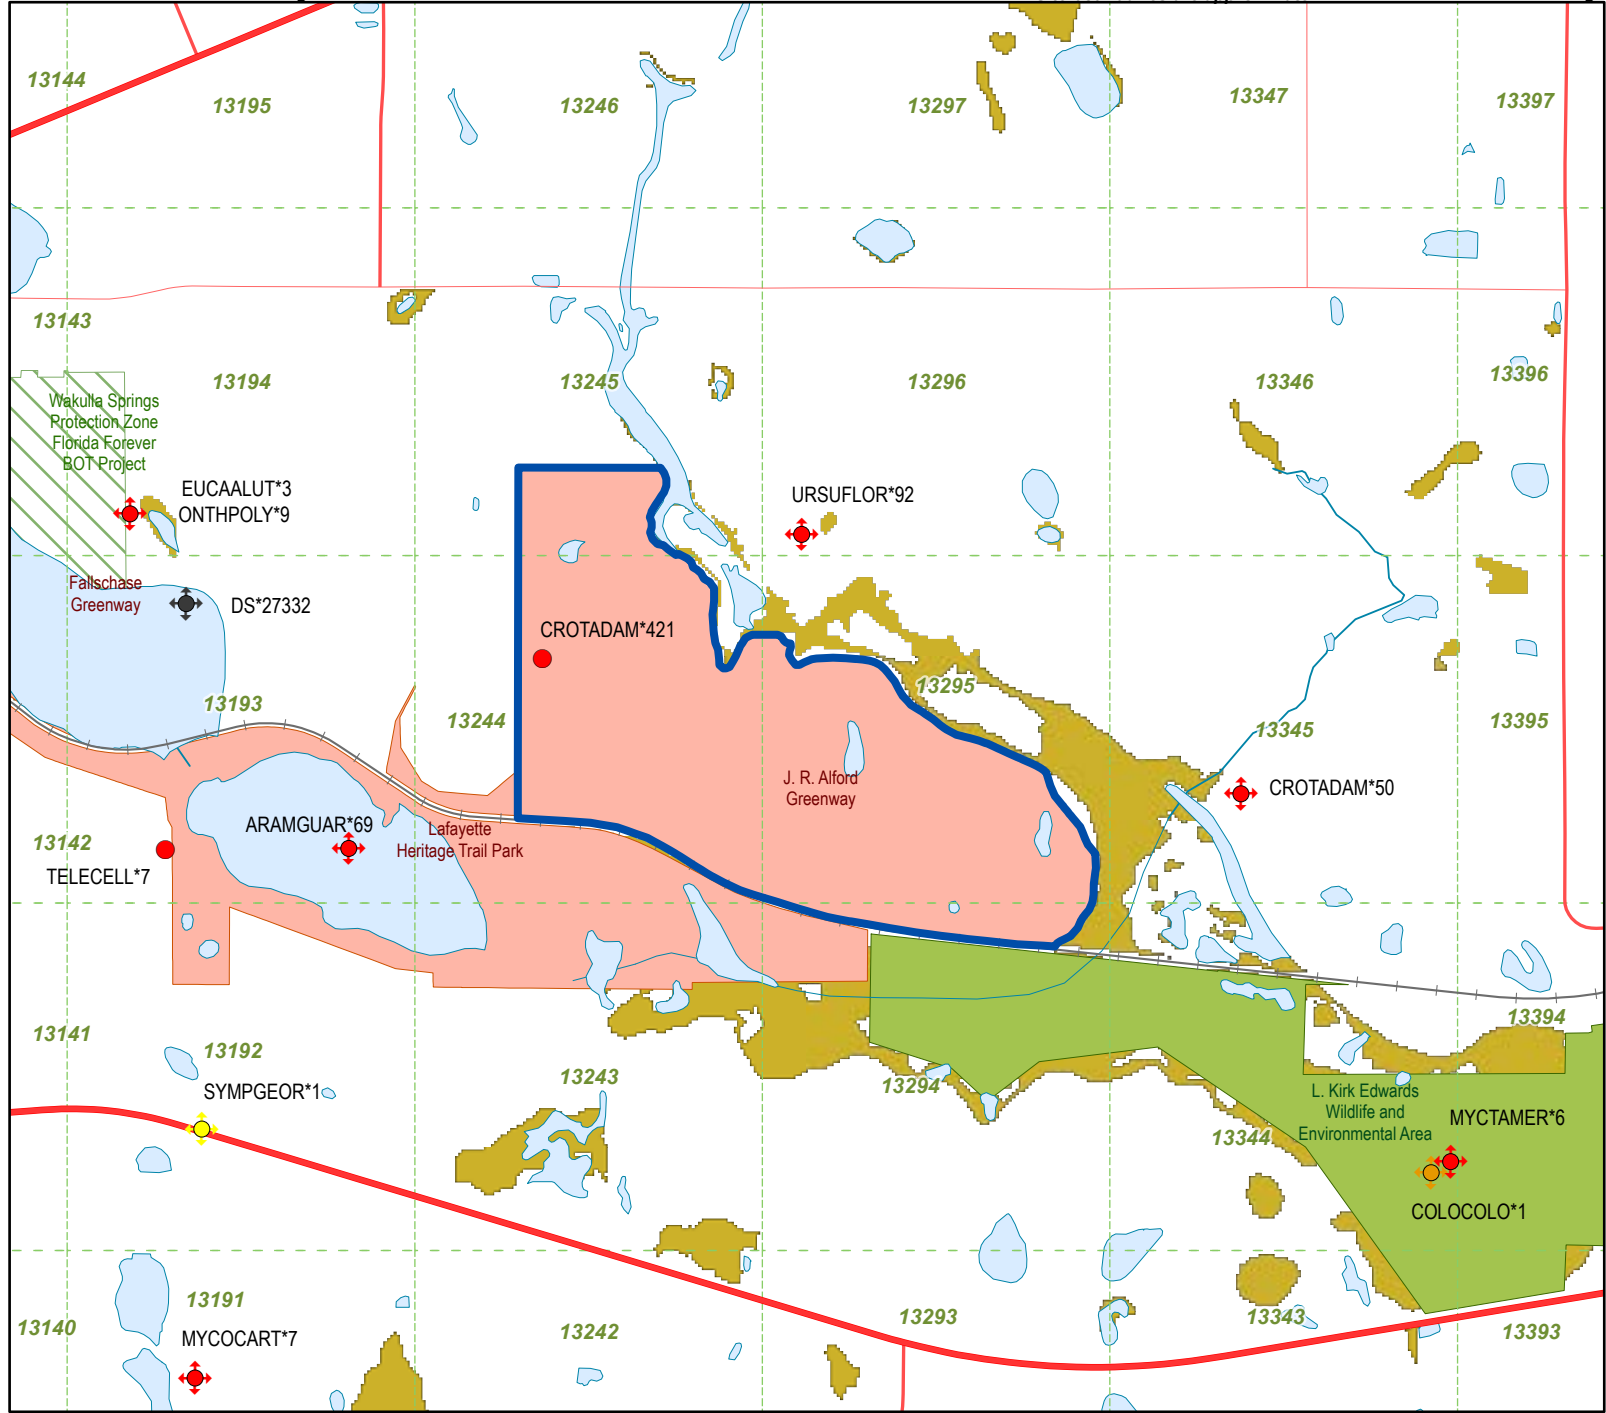 13144
13195
13246
13297
13347
13397
13143
13194
13245
13296
13346
13396
Wakulla Springs
Protection Zone
Florida Forever
BOT Project
EUCAALUT*3
ONTHPOLY*9
URSUFLOR*92
Fallschase
Greenway
DS*27332
CROTADAM*421
13193
13244
13295
13345
13395
J. R. Alford
Greenway
CROTADAM*50
ARAMGUAR*69
Lafayette
Heritage Trail Park
13142
TELECELL*7
13141
13192
SYMPGEOR*1
13243
13294
13394
L. Kirk Edwards
Wildlife and
Environmental Area
MYCTAMER*6
13344
COLOCOLO*1
13191
13140
MYCOCART*7
13242
13293
13343
13393